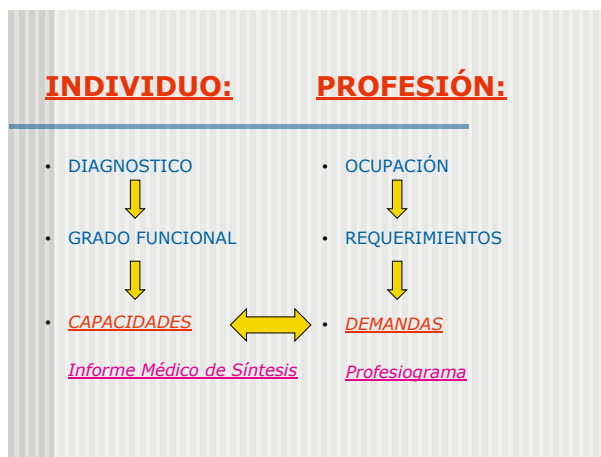 INDIVIDUO:
• DIAGNOSTICO
• GRADO FUNCIONAL
• CAPACIDADES
Informe Médico de Síntesis
PROFESIÓN:
• OCUPACIÓN
• REQUERIMIENTOS
• DEMANDAS
Profesiograma